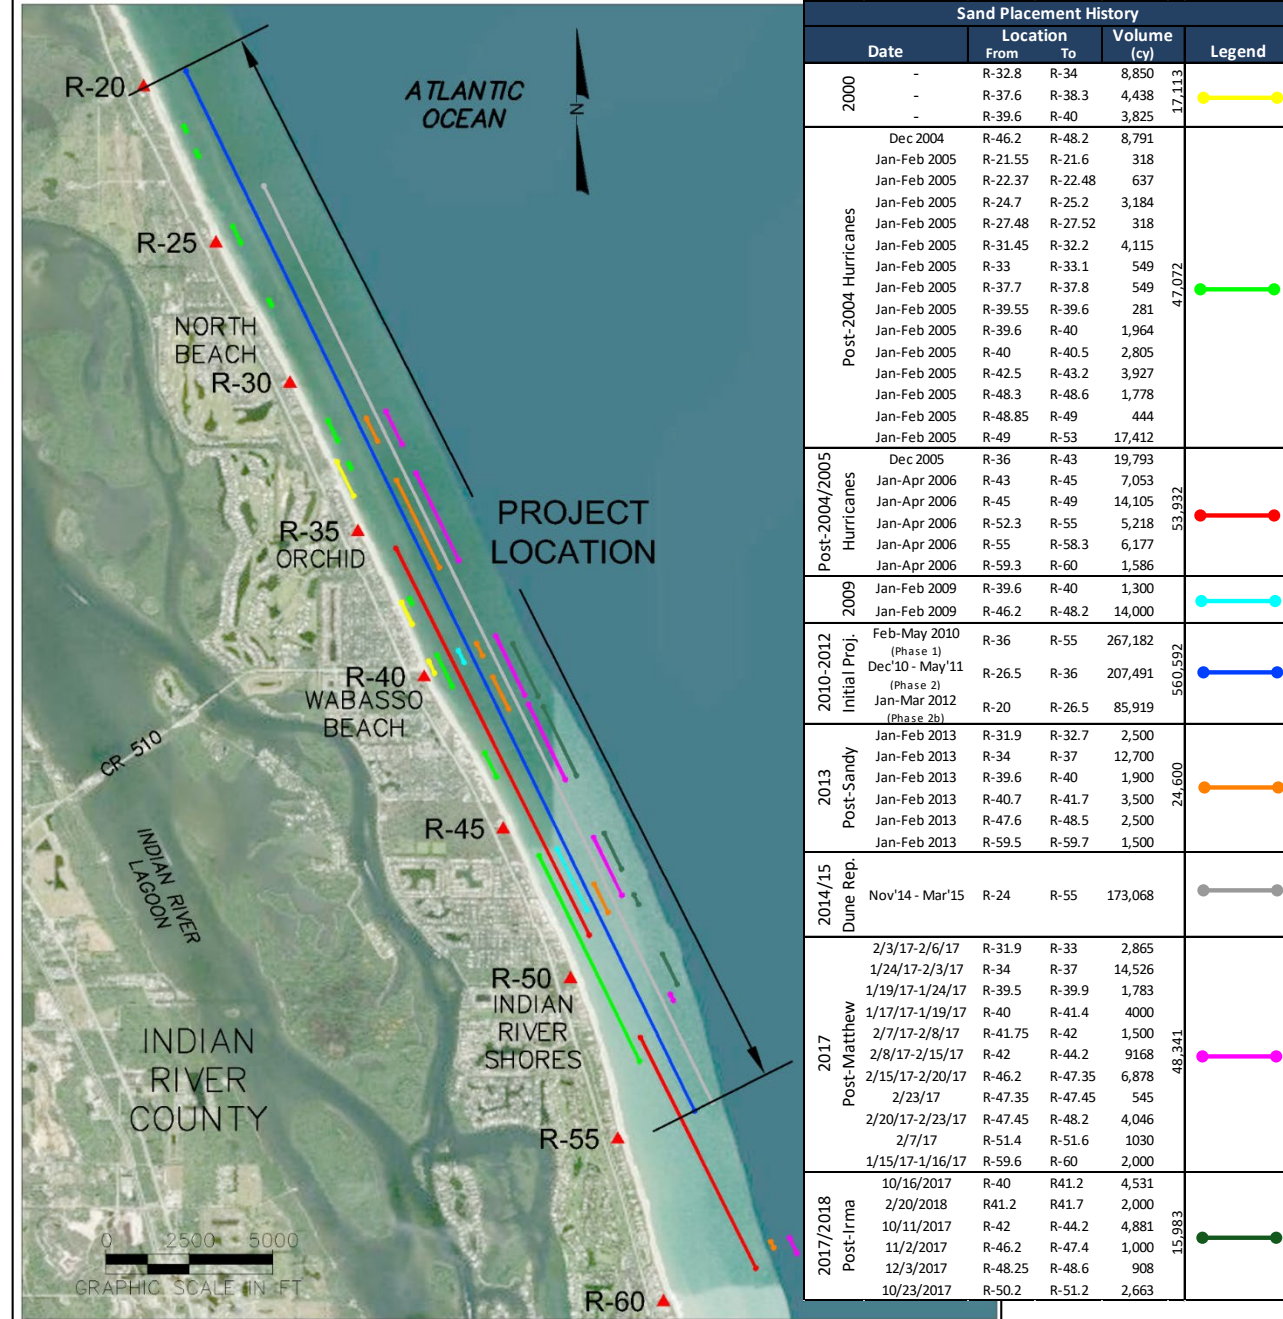 R-20
ATLANTIC
OCEAN
N
R-25
NORTH
BEACH
R-30
PROJECT
LOCATION
R-35
ORCHID
R-40
WABASSO
BEACH
CR 510
R-45
INDIAN RIVER
LAGOON
R-50
INDIAN
RIVER
SHORES
INDIAN
RIVER
COUNTY
R-55
0 2500 5000
GRAPHIC SCALE IN FT
R-60
Sand Placement History
Date Location From To Volume (cy) Legend
2000
- R-32.8 R-34 8,850
- R-37.6 R-38.3 4,438
- R-39.6 R-40 3,825
17,113
Post-2004 Hurricanes
Dec 2004 R-46.2 R-48.2 8,791
Jan-Feb 2005 R-21.55 R-21.6 318
Jan-Feb 2005 R-22.37 R-22.48 637
Jan-Feb 2005 R-24.7 R-25.2 3,184
Jan-Feb 2005 R-27.48 R-27.52 318
Jan-Feb 2005 R-31.45 R-32.2 4,115
Jan-Feb 2005 R-33 R-33.1 549
Jan-Feb 2005 R-37.7 R-37.8 549
Jan-Feb 2005 R-39.55 R-39.6 281
Jan-Feb 2005 R-39.6 R-40 1,964
Jan-Feb 2005 R-40 R-40.5 2,805
Jan-Feb 2005 R-42.5 R-43.2 3,927
Jan-Feb 2005 R-48.3 R-48.6 1,778
Jan-Feb 2005 R-48.85 R-49 444
Jan-Feb 2005 R-49 R-53 17,412
47,072
Post-2004/2005
Hurricanes
Dec 2005 R-36 R-43 19,793
Jan-Apr 2006 R-43 R-45 7,053
Jan-Apr 2006 R-45 R-49 14,105
Jan-Apr 2006 R-52.3 R-55 5,218
Jan-Apr 2006 R-55 R-58.3 6,177
Jan-Apr 2006 R-59.3 R-60 1,586
53,932
2009
Jan-Feb 2009 R-39.6 R-40 1,300
Jan-Feb 2009 R-46.2 R-48.2 14,000
2010-2012
Initial Proj.
Feb-May 2010 (Phase 1) R-36 R-55 267,182
Dec'10 - May'11 (Phase 2) R-26.5 R-36 207,491
Jan-Mar 2012 (Phase 2b) R-20 R-26.5 85,919
560,592
2013
Post-Sandy
Jan-Feb 2013 R-31.9 R-32.7 2,500
Jan-Feb 2013 R-34 R-37 12,700
Jan-Feb 2013 R-39.6 R-40 1,900
Jan-Feb 2013 R-40.7 R-41.7 3,500
Jan-Feb 2013 R-47.6 R-48.5 2,500
Jan-Feb 2013 R-59.5 R-59.7 1,500
24,600
2014/15
Dune Rep.
Nov'14 - Mar'15 R-24 R-55 173,068
2017
Post-Matthew
2/3/17-2/6/17 R-31.9 R-33 2,865
1/24/17-2/3/17 R-34 R-37 14,526
1/19/17-1/24/17 R-39.5 R-39.9 1,783
1/17/17-1/19/17 R-40 R-41.4 4000
2/7/17-2/8/17 R-41.75 R-42 1,500
2/8/17-2/15/17 R-42 R-44.2 9168
2/15/17-2/20/17 R-46.2 R-47.35 6,878
2/23/17 R-47.35 R-47.45 545
2/20/17-2/23/17 R-47.45 R-48.2 4,046
2/7/17 R-51.4 R-51.6 1030
1/15/17-1/16/17 R-59.6 R-60 2,000
48,341
2017/2018
Post-Irma
10/16/2017 R-40 R41.2 4,531
2/20/2018 R41.2 R41.7 2,000
10/11/2017 R-42 R-44.2 4,881
11/2/2017 R-46.2 R-47.4 1,000
12/3/2017 R-48.25 R-48.6 908
10/23/2017 R-50.2 R-51.2 2,663
15,983